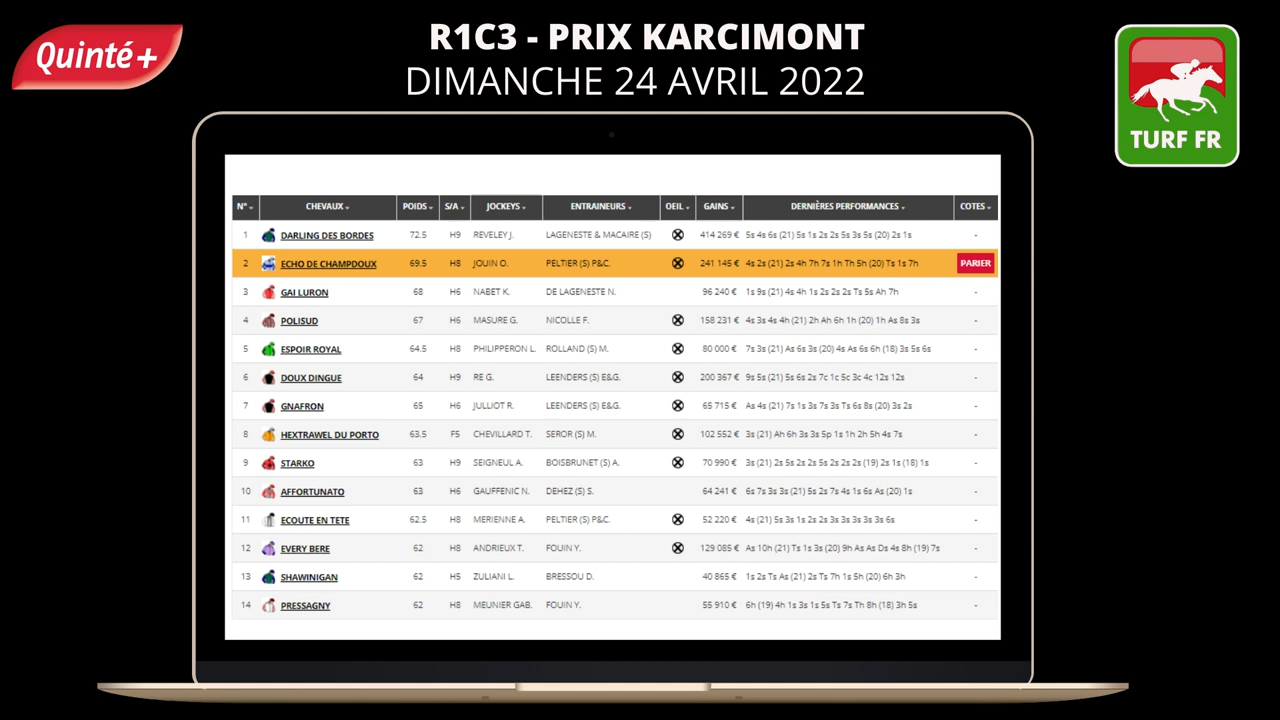 Quinté+
R1C3 - PRIX KARCIMONT
DIMANCHE 24 AVRIL 2022
TURF FR
N° CHEVAUX POIDS S/A JOCKEYS ENTRAINEURS OEIL GAINS DERNIÈRES PERFORMANCES COTES
1 DARLING DES BORDES 72.5 H9 REVELEY J. LAGENESTE & MACAIRE (S) 414 269 € 5s 4s 6s (21) 5s 1s 2s 2s 5s 3s 5s (20) 2s 1s -
2 ECHO DE CHAMPDOUX 69.5 H8 JOUIN O. PELTIER (S) P&C. 241 145 € 4s 2s (21) 2s 4h 7h 7s 1h Th 5h (20) Ts 1s 7h PARIER
3 GAI LURON 68 H6 NABET K. DE LAGENESTE N. 96 240 € 1s 9s (21) 4s 4h 1s 2s 2s 2s Ts 5s Ah 7h -
4 POLISUD 67 H6 MASURE G. NICOLLE F. 158 231 € 4s 3s 4s 4h (21) 2h Ah 6h 1h (20) 1h As 8s 3s -
5 ESPOIR ROYAL 64.5 H8 PHILIPPERON L. ROLLAND (S) M. 80 000 € 7s 3s (21) As 6s 3s (20) 4s As 6s 6h (18) 3s 5s 6s -
6 DOUX DINGUE 64 H9 RE G. LEENDERS (S) E&G. 200 367 € 9s 5s (21) 5s 6s 2s 7c 1c 5c 3c 4c 12s 12s -
7 GNAFRON 65 H6 JULLIOT R. LEENDERS (S) E&G. 65 715 € As 4s (21) 7s 1s 3s 7s 3s Ts 6s 8s (20) 3s 2s -
8 HEXTRAWEL DU PORTO 63.5 F5 CHEVILLARD T. SEROR (S) M. 102 552 € 3s (21) Ah 6h 3s 3s 5p 1s 1h 2h 5h 4s 7s -
9 STARKO 63 H9 SEIGNEUL A. BOISBRUNET (S) A. 70 990 € 3s (21) 2s 5s 2s 2s 5s 2s 2s 2s (19) 2s 1s (18) 1s -
10 AFFORTUNATO 63 H6 GAUFFENIC N. DEHEZ (S) S. 64 241 € 6s 7s 3s 3s (21) 5s 2s 7s 4s 1s 6s As (20) 1s -
11 ECOUTE EN TETE 62.5 H8 MERIENNE A. PELTIER (S) P&C. 52 220 € 4s (21) 5s 3s 1s 2s 2s 3s 3s 3s 3s 3s 6s -
12 EVERY BERE 62 H8 ANDRIEUX T. FOUIN Y. 129 085 € As 10h (21) Ts 1s 3s (20) 9h As As Ds 4s 8h (19) 7s -
13 SHAWINIGAN 62 H5 ZULIANI L. BRESSOU D. 40 865 € 1s 2s Ts As (21) 2s Ts 7h 1s 5h (20) 6h 3h -
14 PRESSAGNY 62 H8 MEUNIER GAB. FOUIN Y. 55 910 € 6h (19) 4h 1s 3s 1s 5s Ts 7s Th 8h (18) 3h 5s -